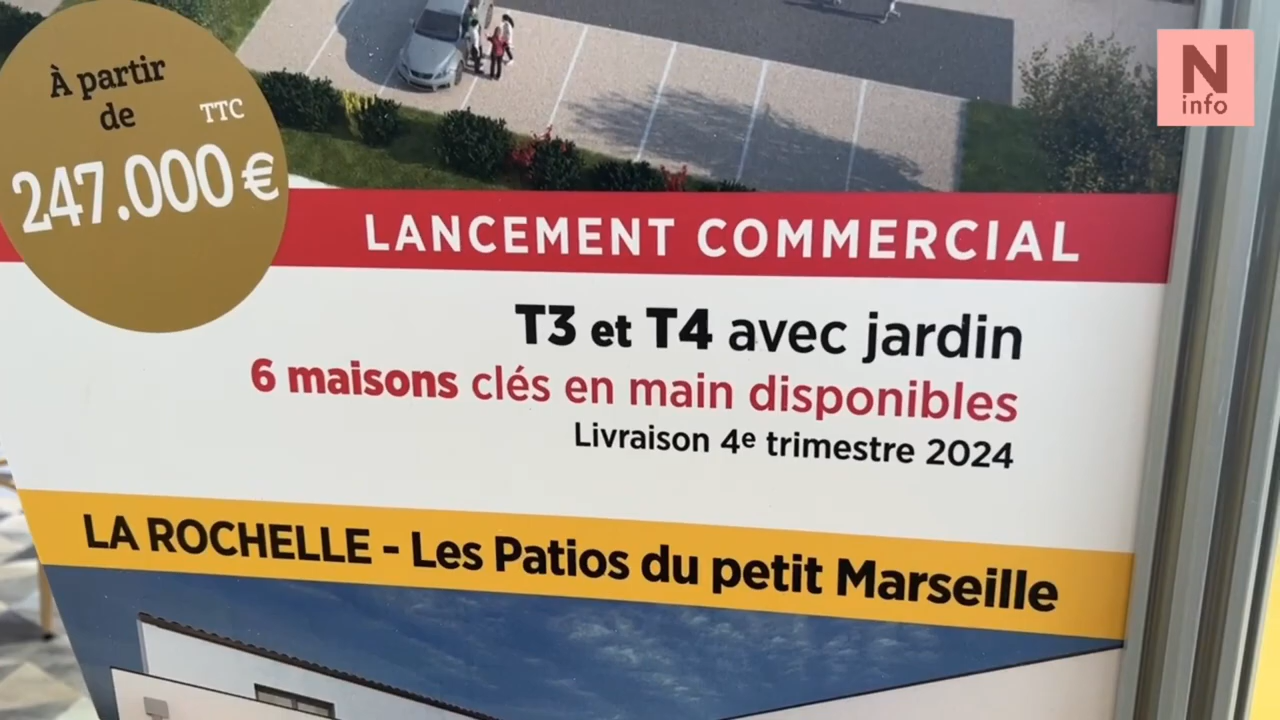 À partir
de
TTC
247.000 €
N
info
LANCEMENT COMMERCIAL
T3 et T4 avec jardin
6 maisons clés en main disponibles
Livraison 4e trimestre 2024
LA ROCHELLE - Les Patios du petit Marseille